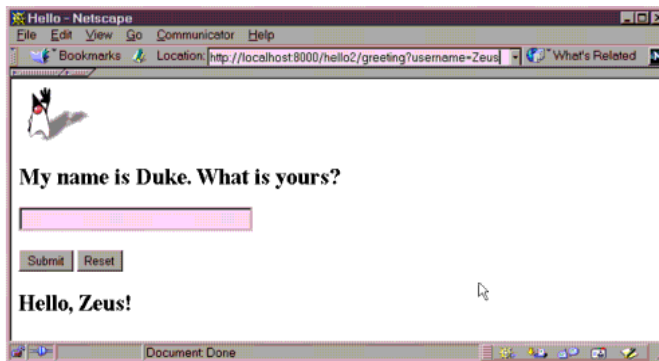 Hello - Netscape
File Edit View Go Communicator Help
Bookmarks Location: http://localhost:8000/hello2/greeting?username=Zeus What's Related
My name is Duke. What is yours?
Submit Reset
Hello, Zeus!
Document: Done